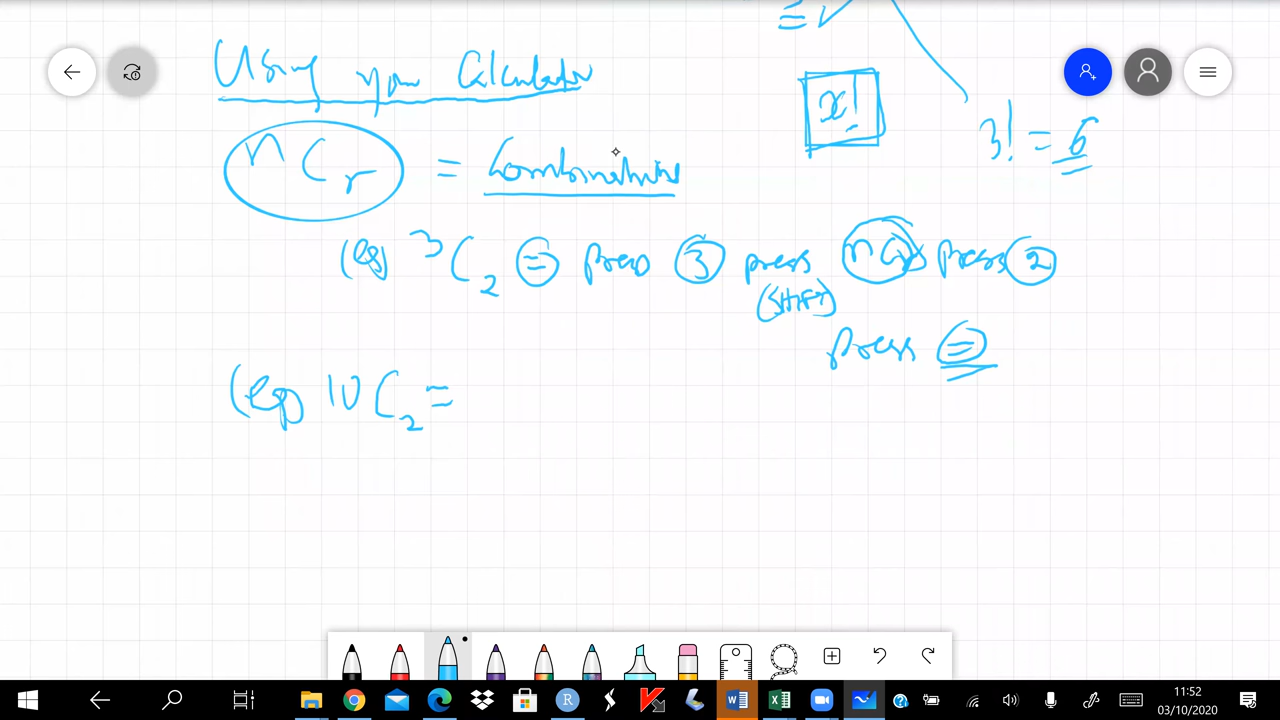 Using your Calculator
x!
3! = 6
nCr = Combinations
(eg) 3C2 = press 3 press (SHIFT) nCr press 2
press =
(eg) 10C2 =
11:52
03/10/2020